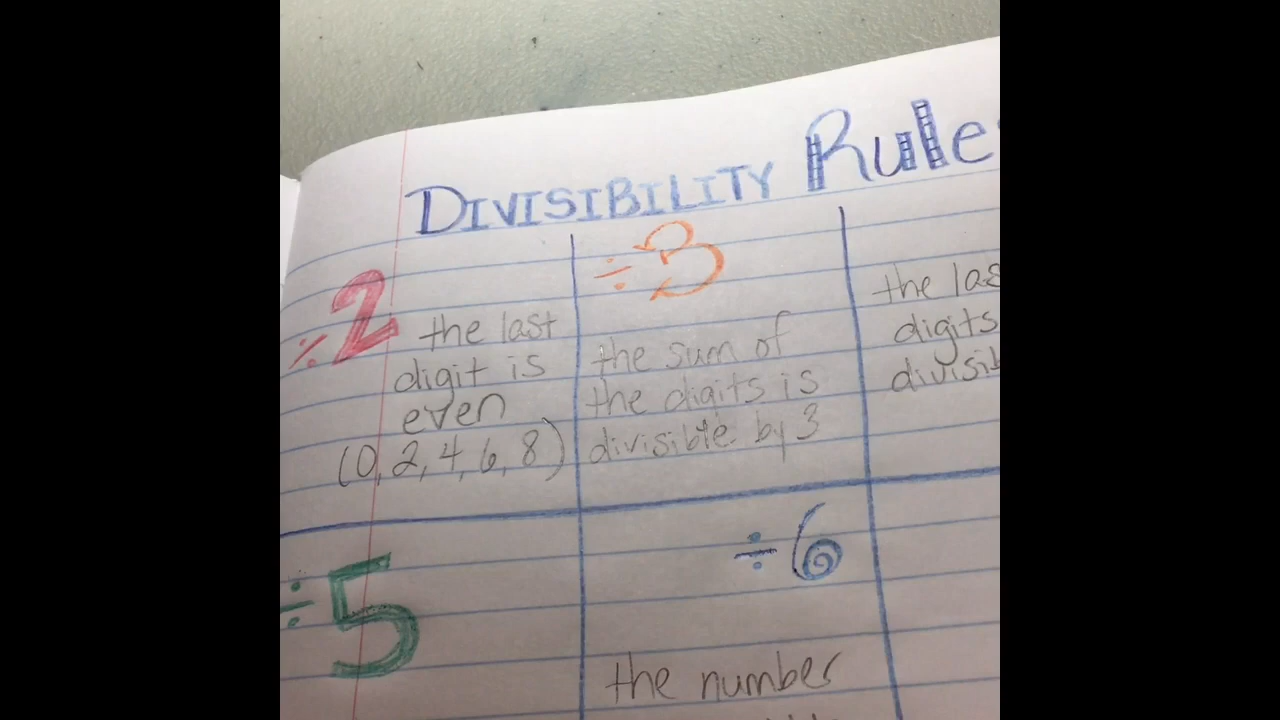 DIVISIBILITY Rule
÷2
the last
digit is
even
(0, 2, 4, 6, 8)
÷3
the sum of
the digits is
divisible by 3
the las
digits
divisib
÷5
÷6
the number